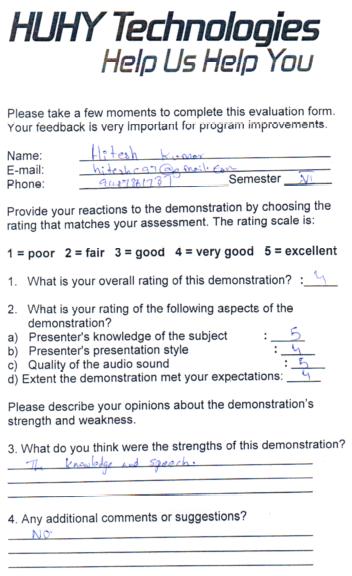 HUHY Technologies
Help Us Help You
Please take a few moments to complete this evaluation form.
Your feedback is very important for program improvements.
Name: Hitesh Kumar
E-mail:
Phone: Semester VI
Provide your reactions to the demonstration by choosing the
rating that matches your assessment. The rating scale is:
1 = poor 2 = fair 3 = good 4 = very good 5 = excellent
1. What is your overall rating of this demonstration? : 4
2. What is your rating of the following aspects of the
demonstration?
a) Presenter's knowledge of the subject : 5
b) Presenter's presentation style : 4
c) Quality of the audio sound : 5
d) Extent the demonstration met your expectations: 4
Please describe your opinions about the demonstration's
strength and weakness.
3. What do you think were the strengths of this demonstration?
The knowledge and speech.
4. Any additional comments or suggestions?
NO